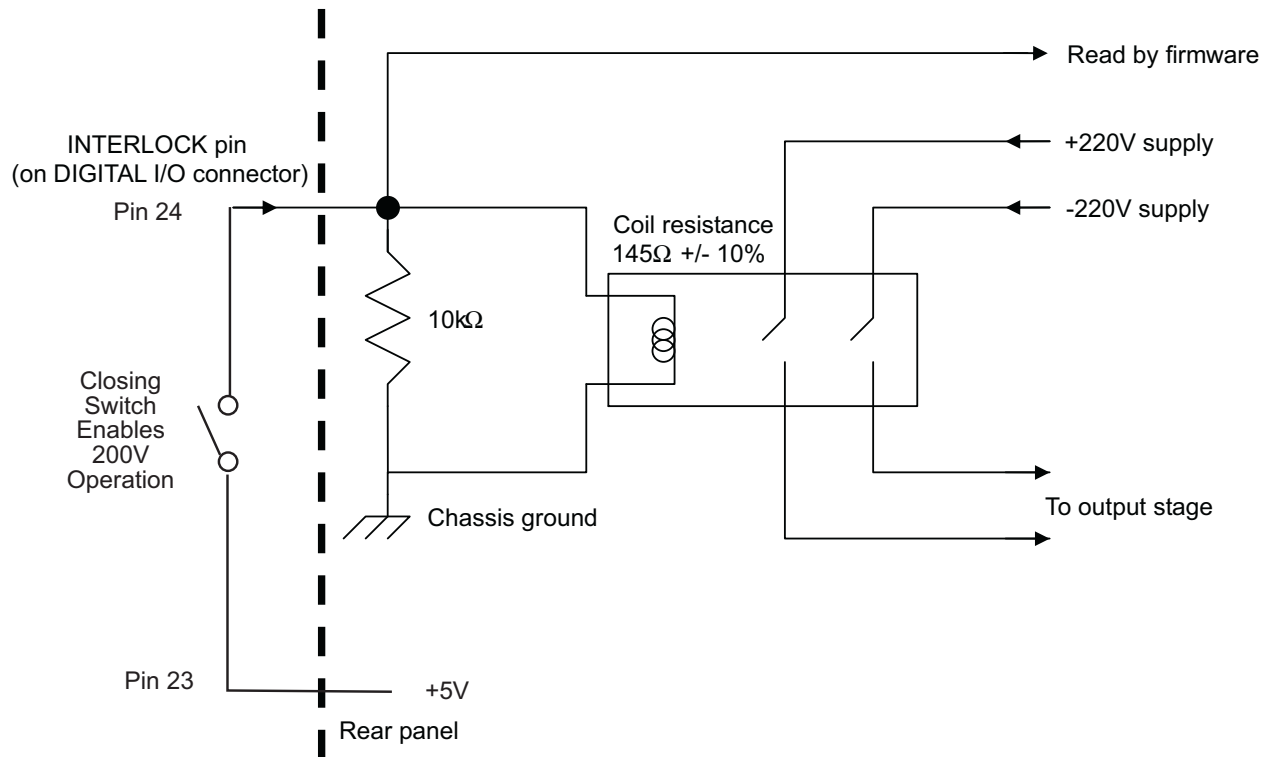 Read by firmware
INTERLOCK pin
(on DIGITAL I/O connector)
+220V supply
Pin 24
-220V supply
Coil resistance
145Ω +/- 10%
10kΩ
Closing
Switch
Enables
200V
Operation
To output stage
Chassis ground
Pin 23
+5V
Rear panel